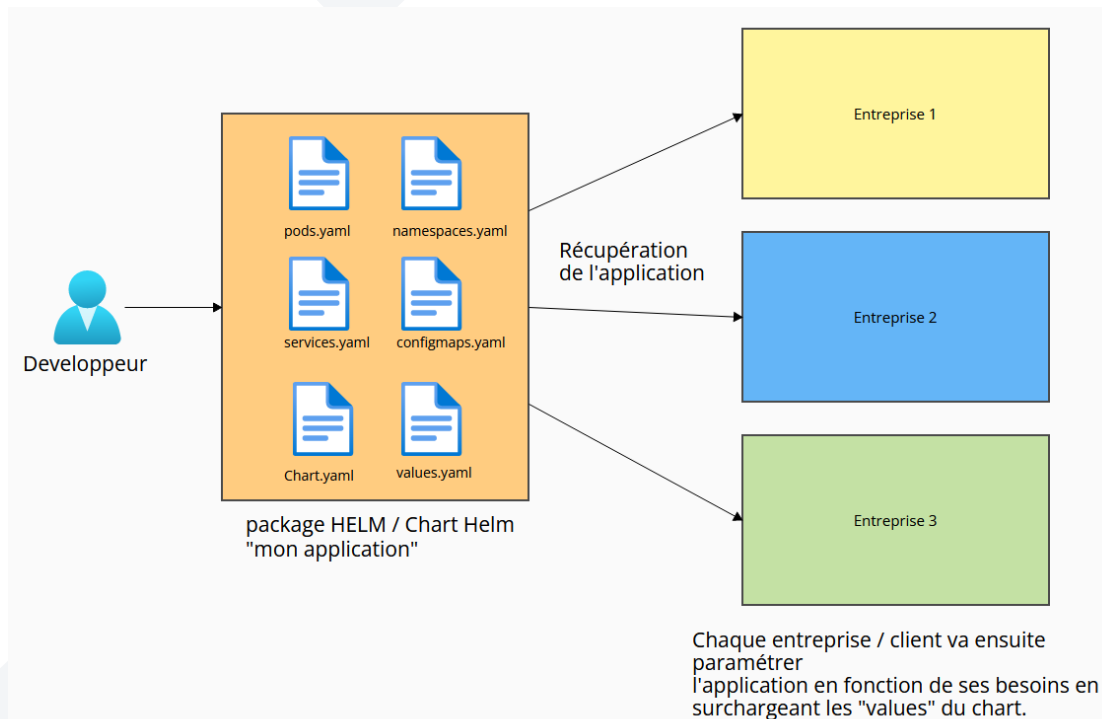 Developpeur
pods.yaml
namespaces.yaml
services.yaml
configmaps.yaml
Chart.yaml
values.yaml
package HELM / Chart Helm
"mon application"
Récupération
de l'application
Entreprise 1
Entreprise 2
Entreprise 3
Chaque entreprise / client va ensuite
paramétrer
l'application en fonction de ses besoins en
surchargeant les "values" du chart.